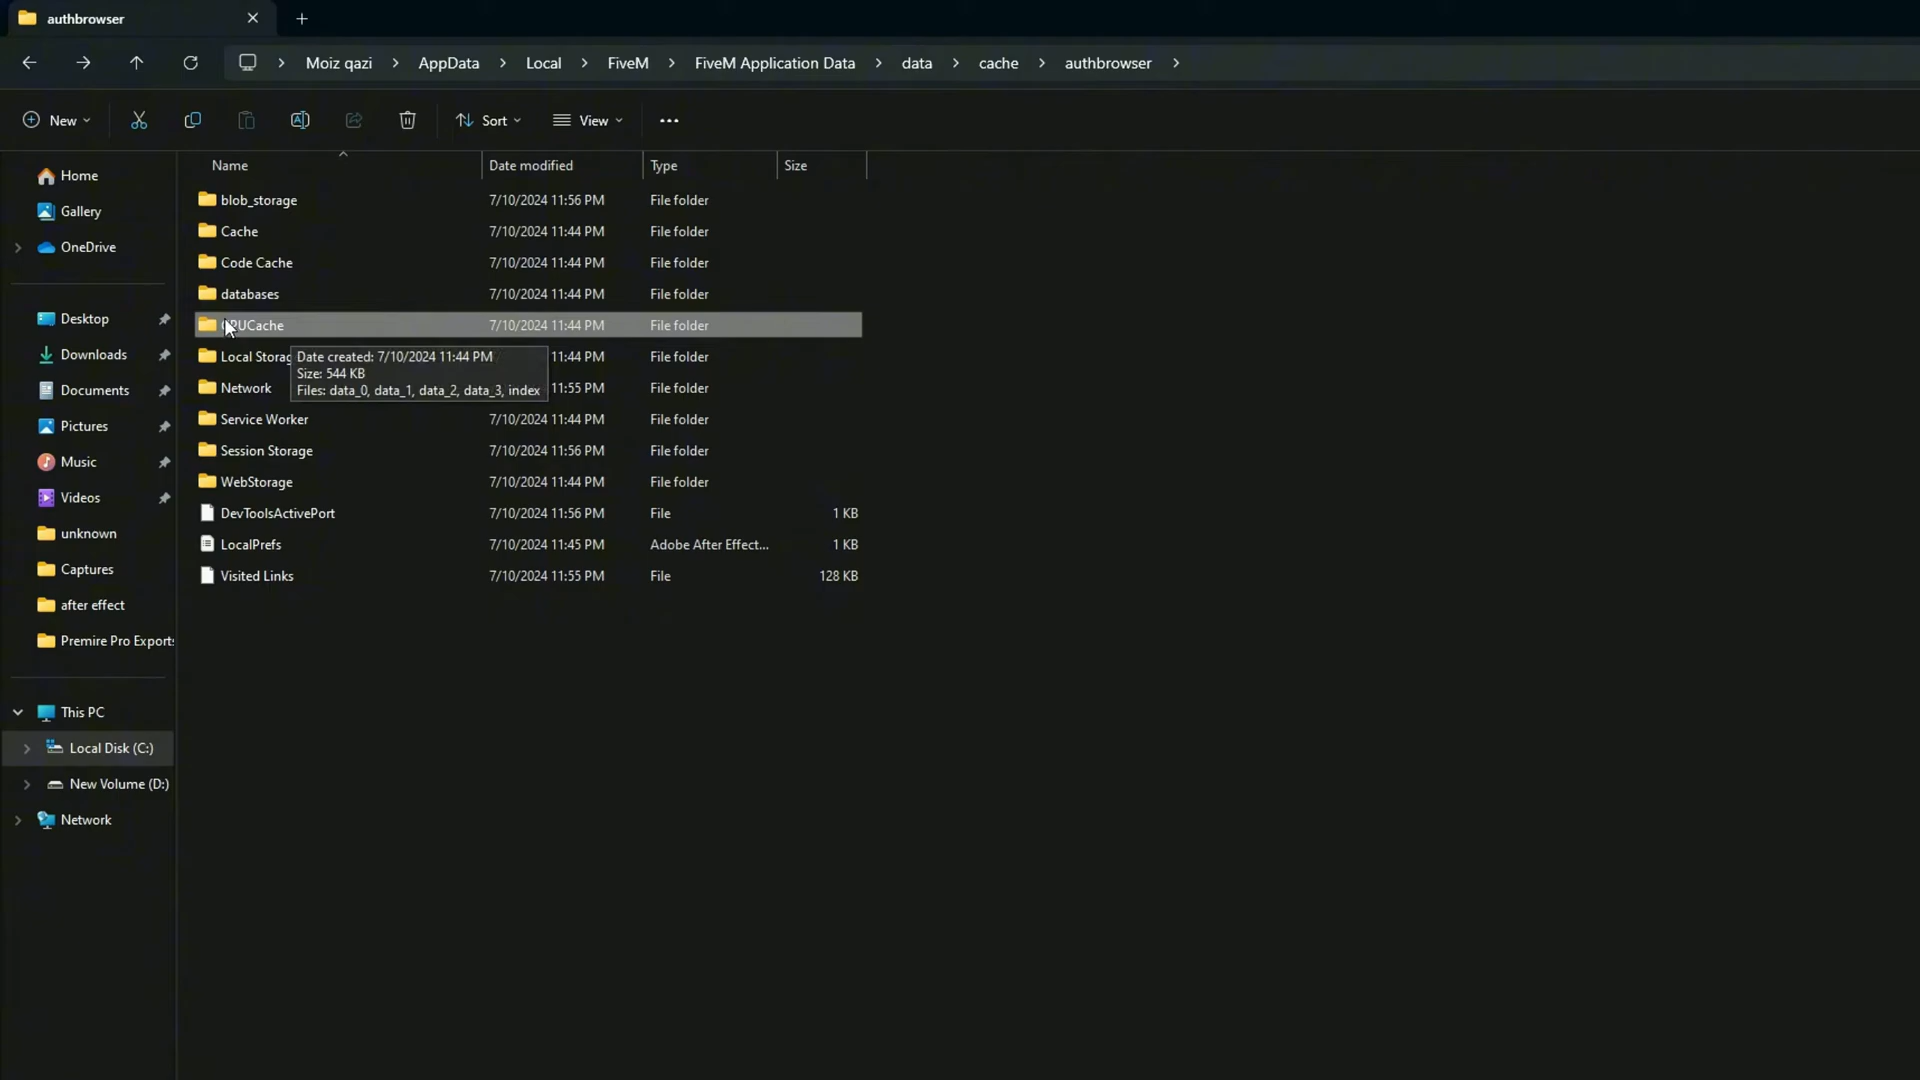 authbrowser
Moiz qazi > AppData > Local > FiveM > FiveM Application Data > data > cache > authbrowser >
New Sort View
Name Date modified Type Size
Home
Gallery
OneDrive
Desktop
Downloads
Documents
Pictures
Music
Videos
unknown
Captures
after effect
Premire Pro Exports
This PC
Local Disk (C:)
New Volume (D:)
Network
blob_storage 7/10/2024 11:56 PM File folder
Cache 7/10/2024 11:44 PM File folder
Code Cache 7/10/2024 11:44 PM File folder
databases 7/10/2024 11:44 PM File folder
GPUCache 7/10/2024 11:44 PM File folder
Local Storag 11:44 PM File folder
Network 11:55 PM File folder
Date created: 7/10/2024 11:44 PM
Size: 544 KB
Files: data_0, data_1, data_2, data_3, index
Service Worker 7/10/2024 11:44 PM File folder
Session Storage 7/10/2024 11:56 PM File folder
WebStorage 7/10/2024 11:44 PM File folder
DevToolsActivePort 7/10/2024 11:56 PM File 1 KB
LocalPrefs 7/10/2024 11:45 PM Adobe After Effect... 1 KB
Visited Links 7/10/2024 11:55 PM File 128 KB